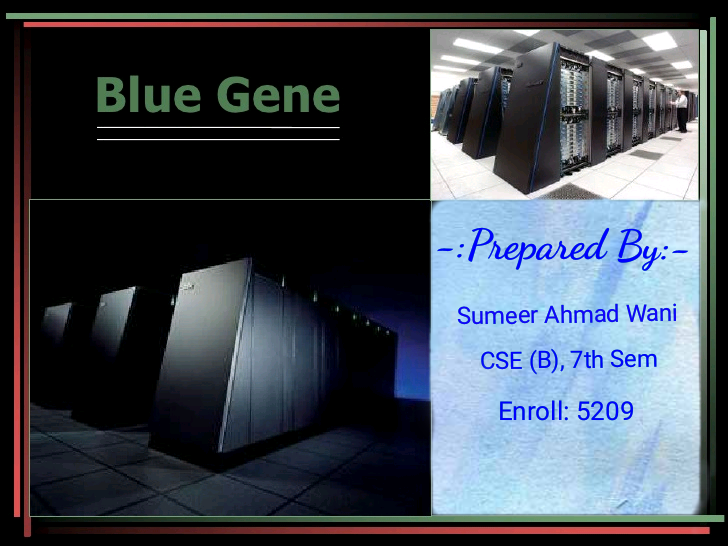 Blue Gene
-:Prepared By:-
Sumeer Ahmad Wani
CSE (B), 7th Sem
Enroll: 5209